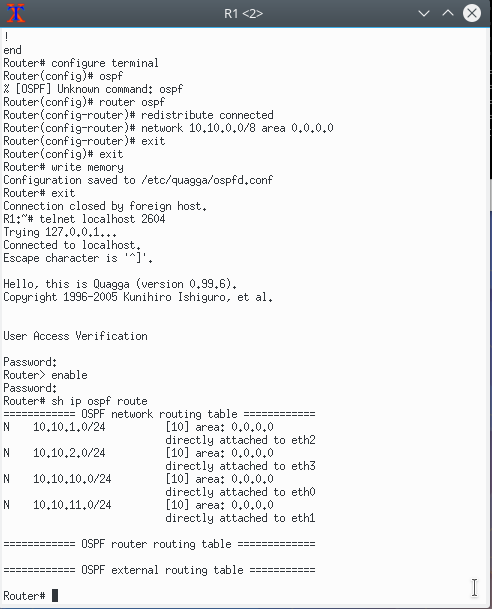 R1 <2>
!
end
Router# configure terminal
Router(config)# ospf
% [OSPF] Unknown command: ospf
Router(config)# router ospf
Router(config-router)# redistribute connected
Router(config-router)# network 10.10.0.0/8 area 0.0.0.0
Router(config-router)# exit
Router(config)# exit
Router# write memory
Configuration saved to /etc/quagga/ospfd.conf
Router# exit
Connection closed by foreign host.
R1:~# telnet localhost 2604
Trying 127.0.0.1...
Connected to localhost.
Escape character is '^]'.
Hello, this is Quagga (version 0.99.6).
Copyright 1996-2005 Kunihiro Ishiguro, et al.
User Access Verification
Password:
Router> enable
Password:
Router# sh ip ospf route
============ OSPF network routing table ============
N    10.10.1.0/24          [10] area: 0.0.0.0
                           directly attached to eth2
N    10.10.2.0/24          [10] area: 0.0.0.0
                           directly attached to eth3
N    10.10.10.0/24         [10] area: 0.0.0.0
                           directly attached to eth0
N    10.10.11.0/24         [10] area: 0.0.0.0
                           directly attached to eth1
============ OSPF router routing table =============
============ OSPF external routing table ===========
Router#